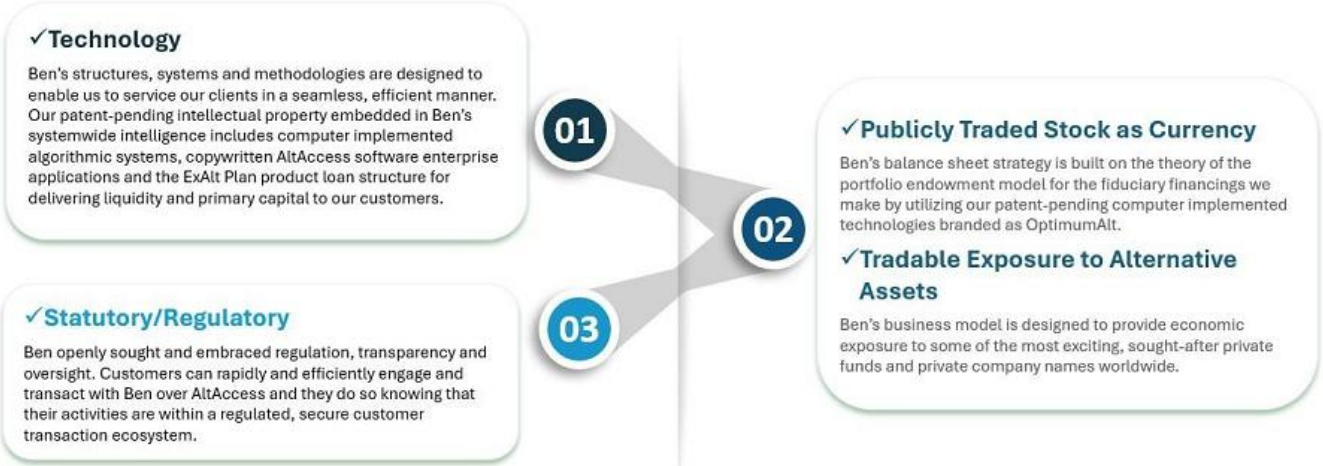 ✓Technology
Ben's structures, systems and methodologies are designed to
enable us to service our clients in a seamless, efficient manner.
Our patent-pending intellectual property embedded in Ben's
systemwide intelligence includes computer implemented
algorithmic systems, copywritten AltAccess software enterprise
applications and the ExAlt Plan product loan structure for
delivering liquidity and primary capital to our customers.
01
02
✓Publicly Traded Stock as Currency
Ben's balance sheet strategy is built on the theory of the
portfolio endowment model for the fiduciary financings we
make by utilizing our patent-pending computer implemented
technologies branded as OptimumAlt.
✓Tradable Exposure to Alternative
Assets
Ben's business model is designed to provide economic
exposure to some of the most exciting, sought-after private
funds and private company names worldwide.
03
✓Statutory/Regulatory
Ben openly sought and embraced regulation, transparency and
oversight. Customers can rapidly and efficiently engage and
transact with Ben over AltAccess and they do so knowing that
their activities are within a regulated, secure customer
transaction ecosystem.